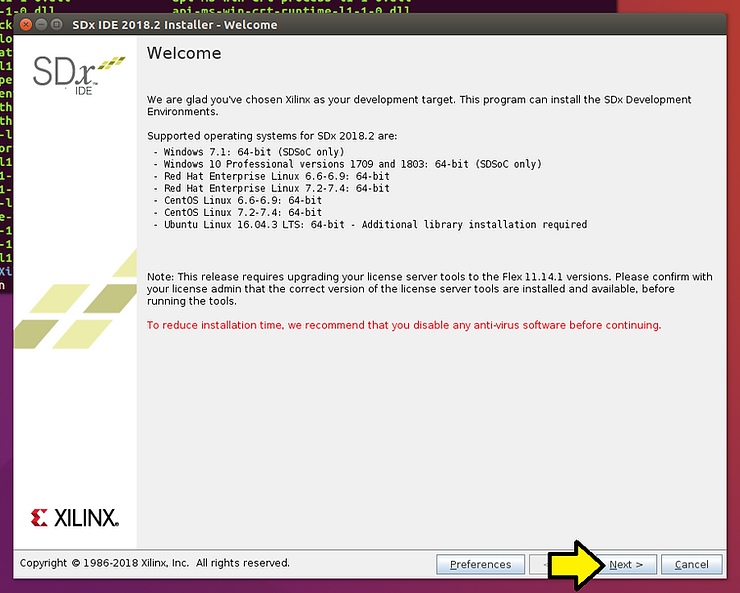 SDx IDE 2018.2 Installer - Welcome
SDx
IDE
Welcome
We are glad you've chosen Xilinx as your development target. This program can install the SDx Development
Environments.
Supported operating systems for SDx 2018.2 are:
- Windows 7.1: 64-bit (SDSoC only)
- Windows 10 Professional versions 1709 and 1803: 64-bit (SDSoC only)
- Red Hat Enterprise Linux 6.6-6.9: 64-bit
- Red Hat Enterprise Linux 7.2-7.4: 64-bit
- CentOS Linux 6.6-6.9: 64-bit
- CentOS Linux 7.2-7.4: 64-bit
- Ubuntu Linux 16.04.3 LTS: 64-bit - Additional library installation required
Note: This release requires upgrading your license server tools to the Flex 11.14.1 versions. Please confirm with
your license admin that the correct version of the license server tools are installed and available, before
running the tools.
To reduce installation time, we recommend that you disable any anti-virus software before continuing.
XILINX
Copyright © 1986-2018 Xilinx, Inc. All rights reserved.
Preferences
Next >
Cancel